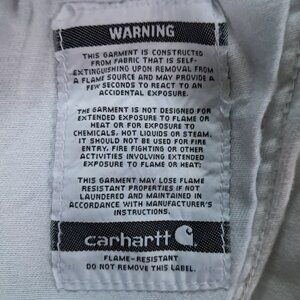 WARNING
THIS GARMENT IS CONSTRUCTED
FROM FABRIC THAT IS SELF-
EXTINGUISHING UPON REMOVAL FROM
A FLAME SOURCE AND MAY PROVIDE A
FEW SECONDS TO REACT TO AN
ACCIDENTAL EXPOSURE.
THE GARMENT IS NOT DESIGNED FOR
EXTENDED EXPOSURE TO FLAME OR
HEAT OR FOR EXPOSURE TO
CHEMICALS, HOT LIQUIDS OR STEAM.
IT SHOULD NOT BE USED FOR FIRE
ENTRY, FIRE FIGHTING OR OTHER
ACTIVITIES INVOLVING EXTENDED
EXPOSURE TO FLAME OR HEAT.
THIS GARMENT MAY LOSE FLAME
RESISTANT PROPERTIES IF NOT
LAUNDERED AND MAINTAINED IN
ACCORDANCE WITH MANUFACTURER'S
INSTRUCTIONS.
carhartt
FLAME-RESISTANT
DO NOT REMOVE THIS LABEL.